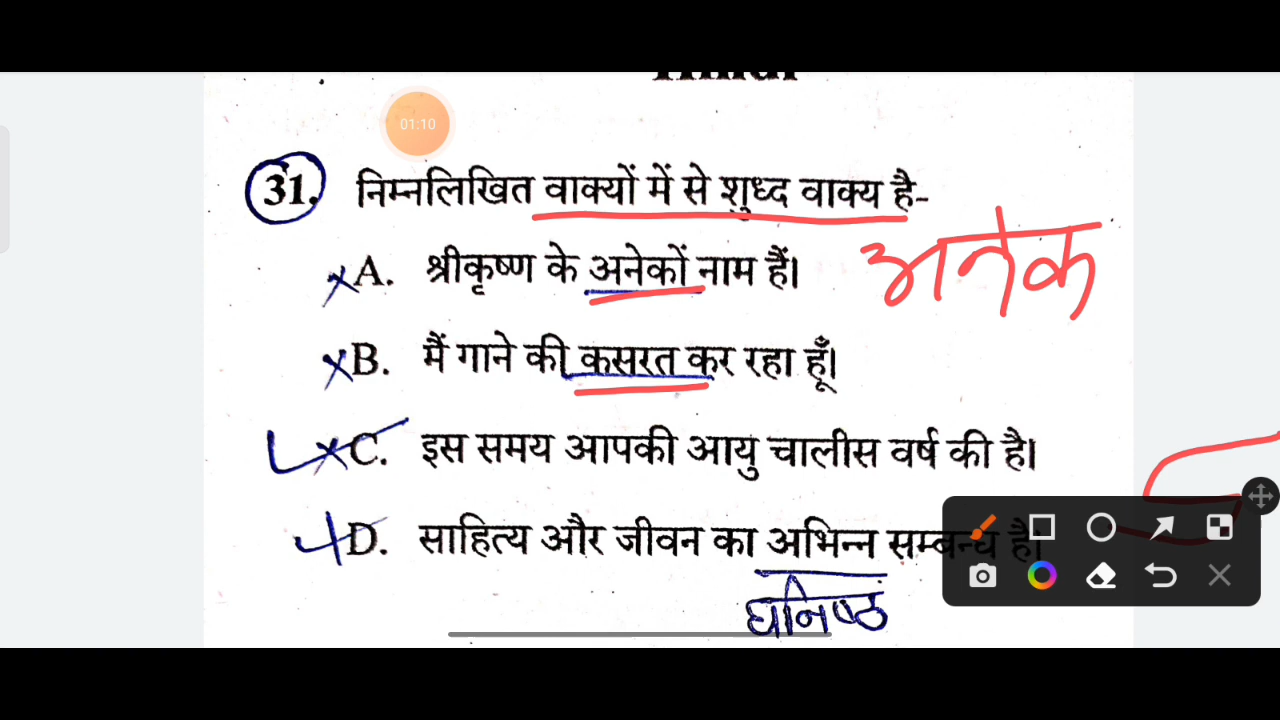 01:10
31. निम्नलिखित वाक्यों में से शुध्द वाक्य है-
A. श्रीकृष्ण के अनेकों नाम हैं। अनेक
B. मैं गाने की कसरत कर रहा हूँ।
C. इस समय आपकी आयु चालीस वर्ष की है।
D. साहित्य और जीवन का अभिन्न सम्बन्ध है।
घनिष्ठ